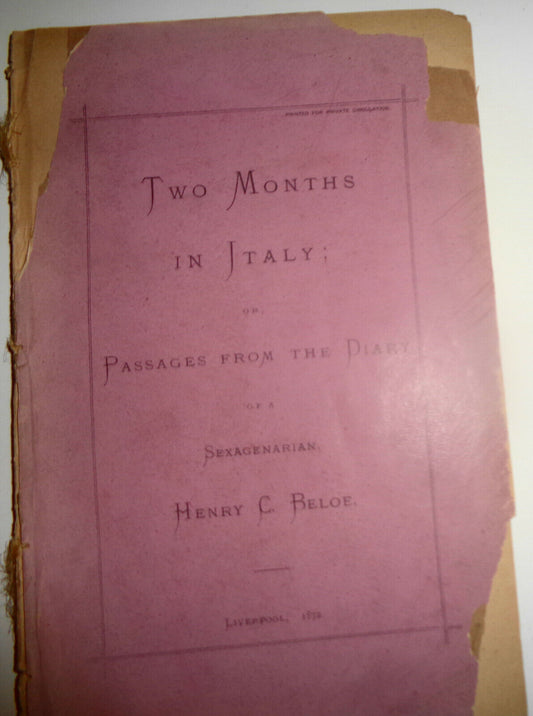 PRINTED FOR PRIVATE CIRCULATION.
TWO MONTHS
IN ITALY;
OR,
PASSAGES FROM THE DIARY
OF A
SEXAGENARIAN,
HENRY C. BELOE.
LIVERPOOL,